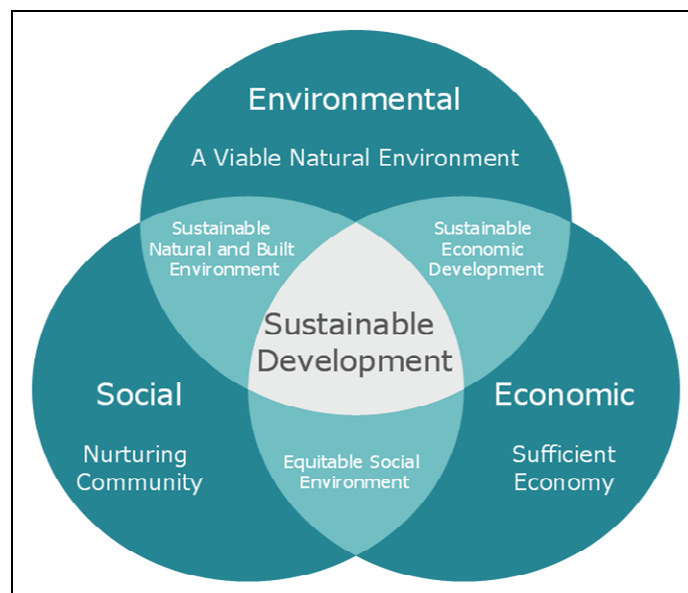 Environmental
A Viable Natural Environment
Sustainable
Natural and Built
Environment
Sustainable
Economic
Development
Sustainable
Development
Social
Nurturing
Community
Economic
Sufficient
Economy
Equitable Social
Environment